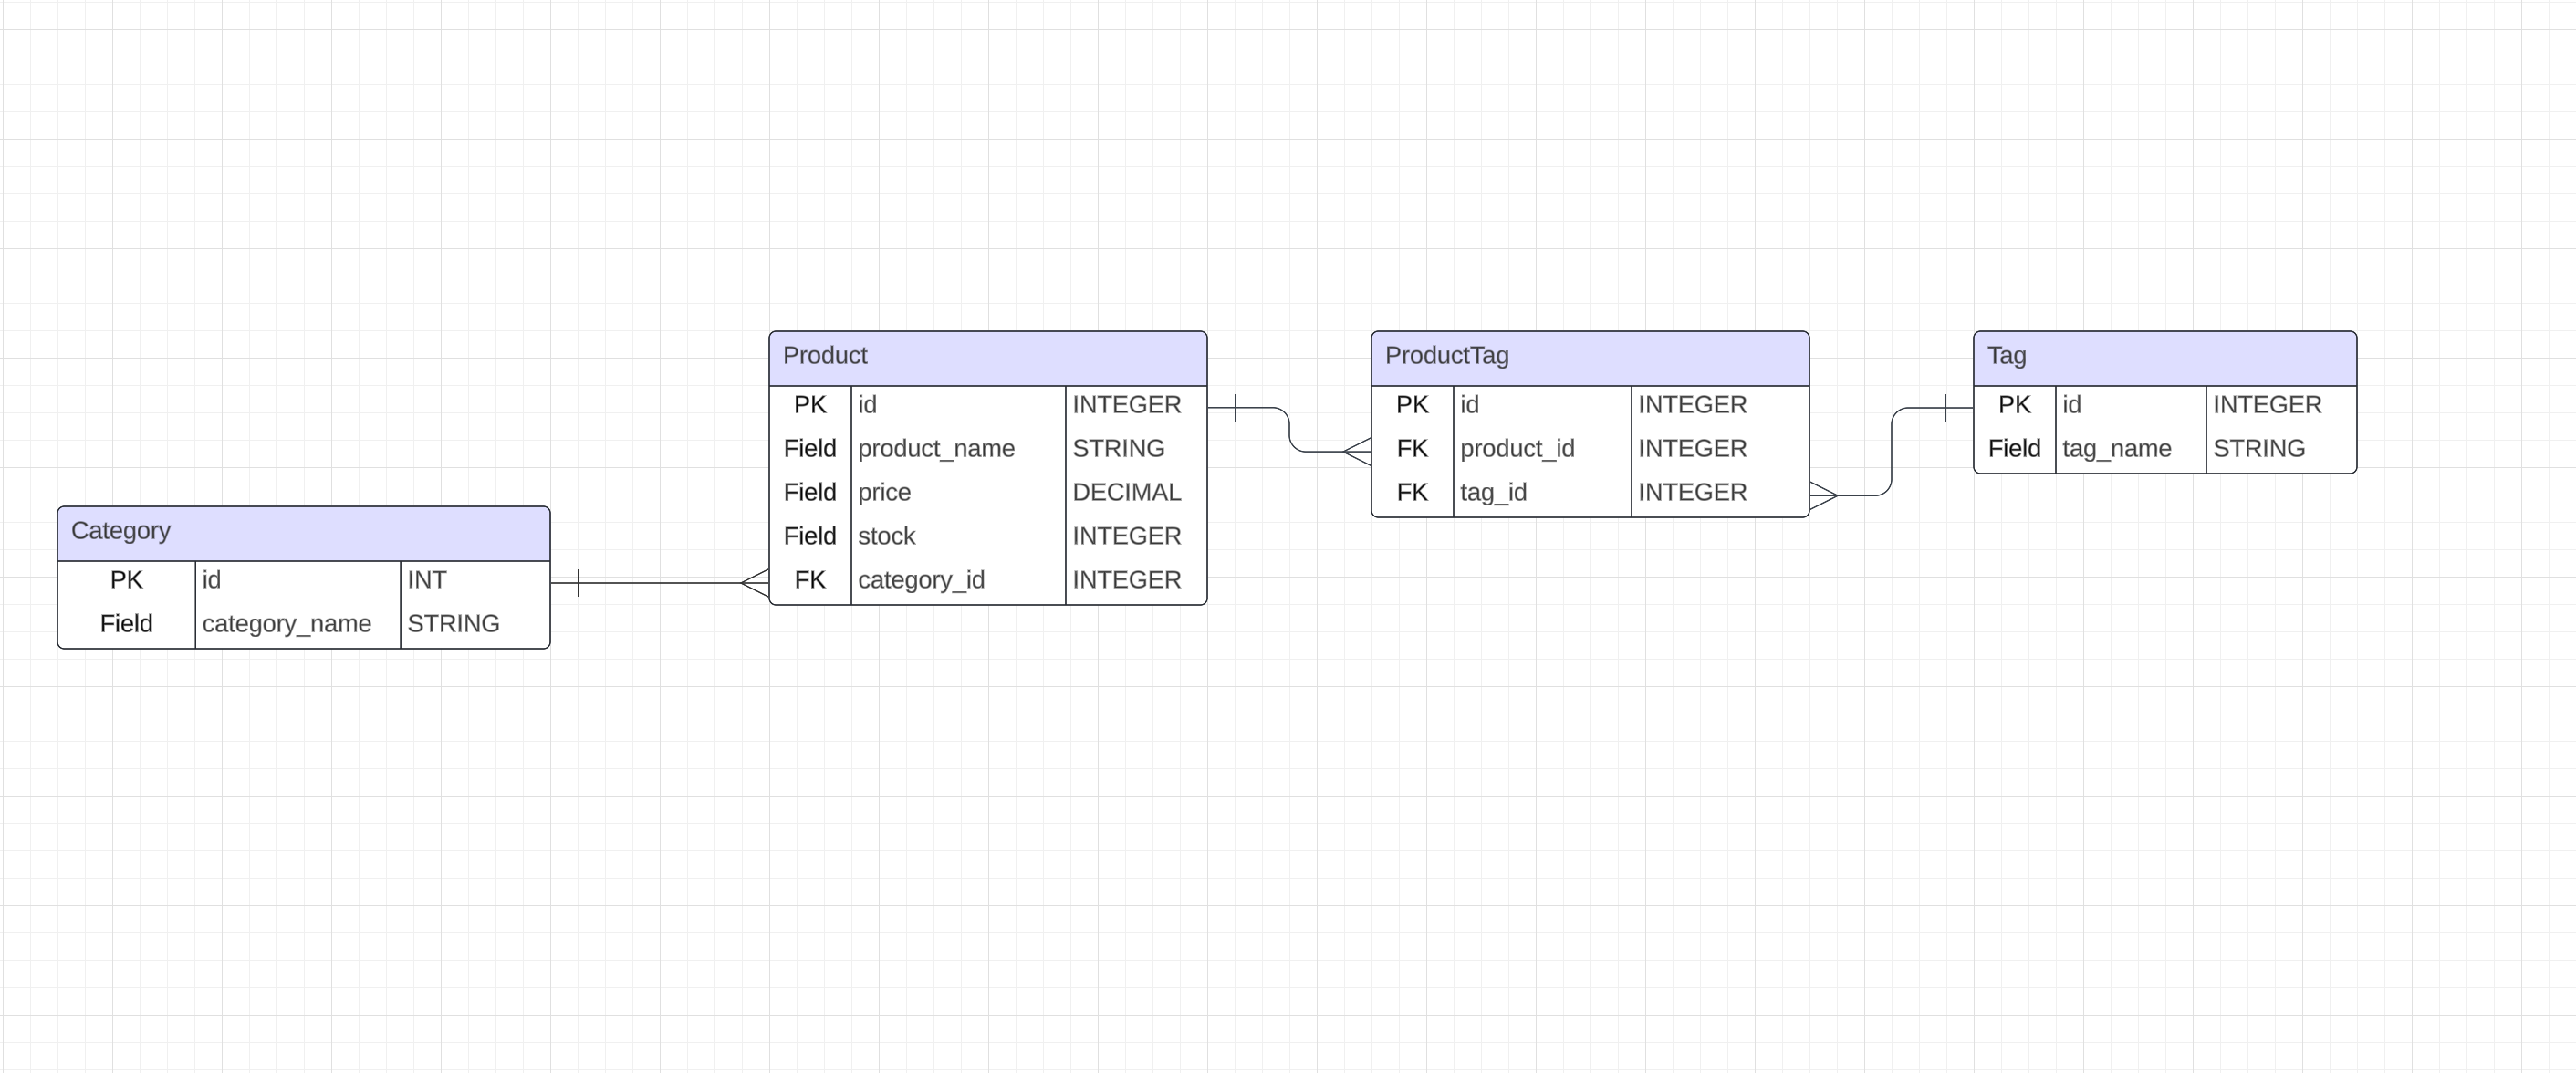 Category
PK id INT
Field category_name STRING
Product
PK id INTEGER
Field product_name STRING
Field price DECIMAL
Field stock INTEGER
FK category_id INTEGER
ProductTag
PK id INTEGER
FK product_id INTEGER
FK tag_id INTEGER
Tag
PK id INTEGER
Field tag_name STRING